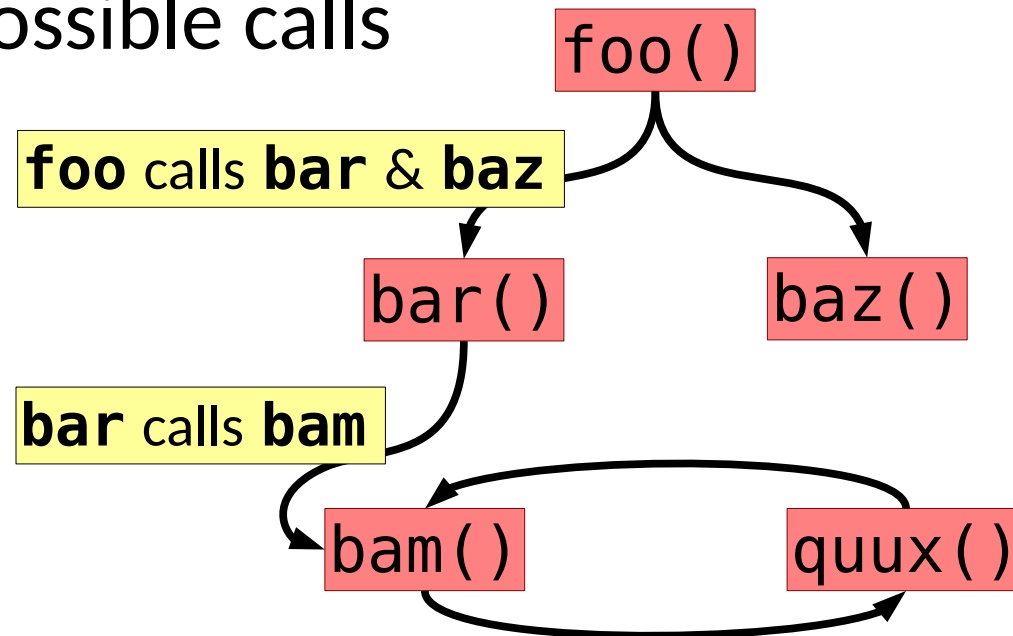 ossible calls
foo()
foo calls bar & baz
bar()
baz()
bar calls bam
bam()
quux()